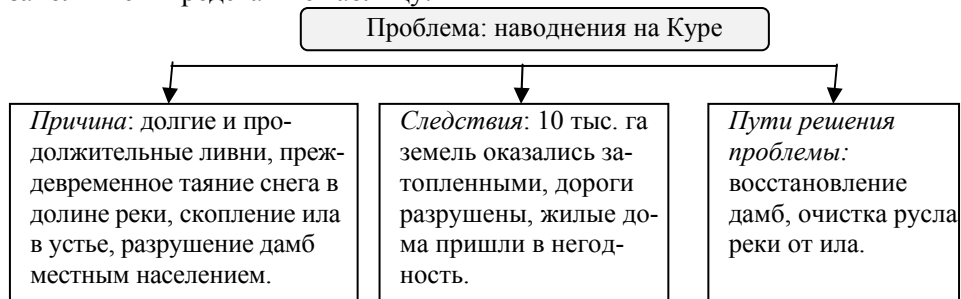 Проблема: наводнения на Куре
Причина: долгие и про-
должительные ливни, преж-
девременное таяние снега в
долине реки, скопление ила
в устье, разрушение дамб
местным населением.
Следствия: 10 тыс. га
земель оказались за-
топленными, дороги
разрушены, жилые до-
ма пришли в негод-
ность.
Пути решения
проблемы:
восстановление
дамб, очистка русла
реки от ила.